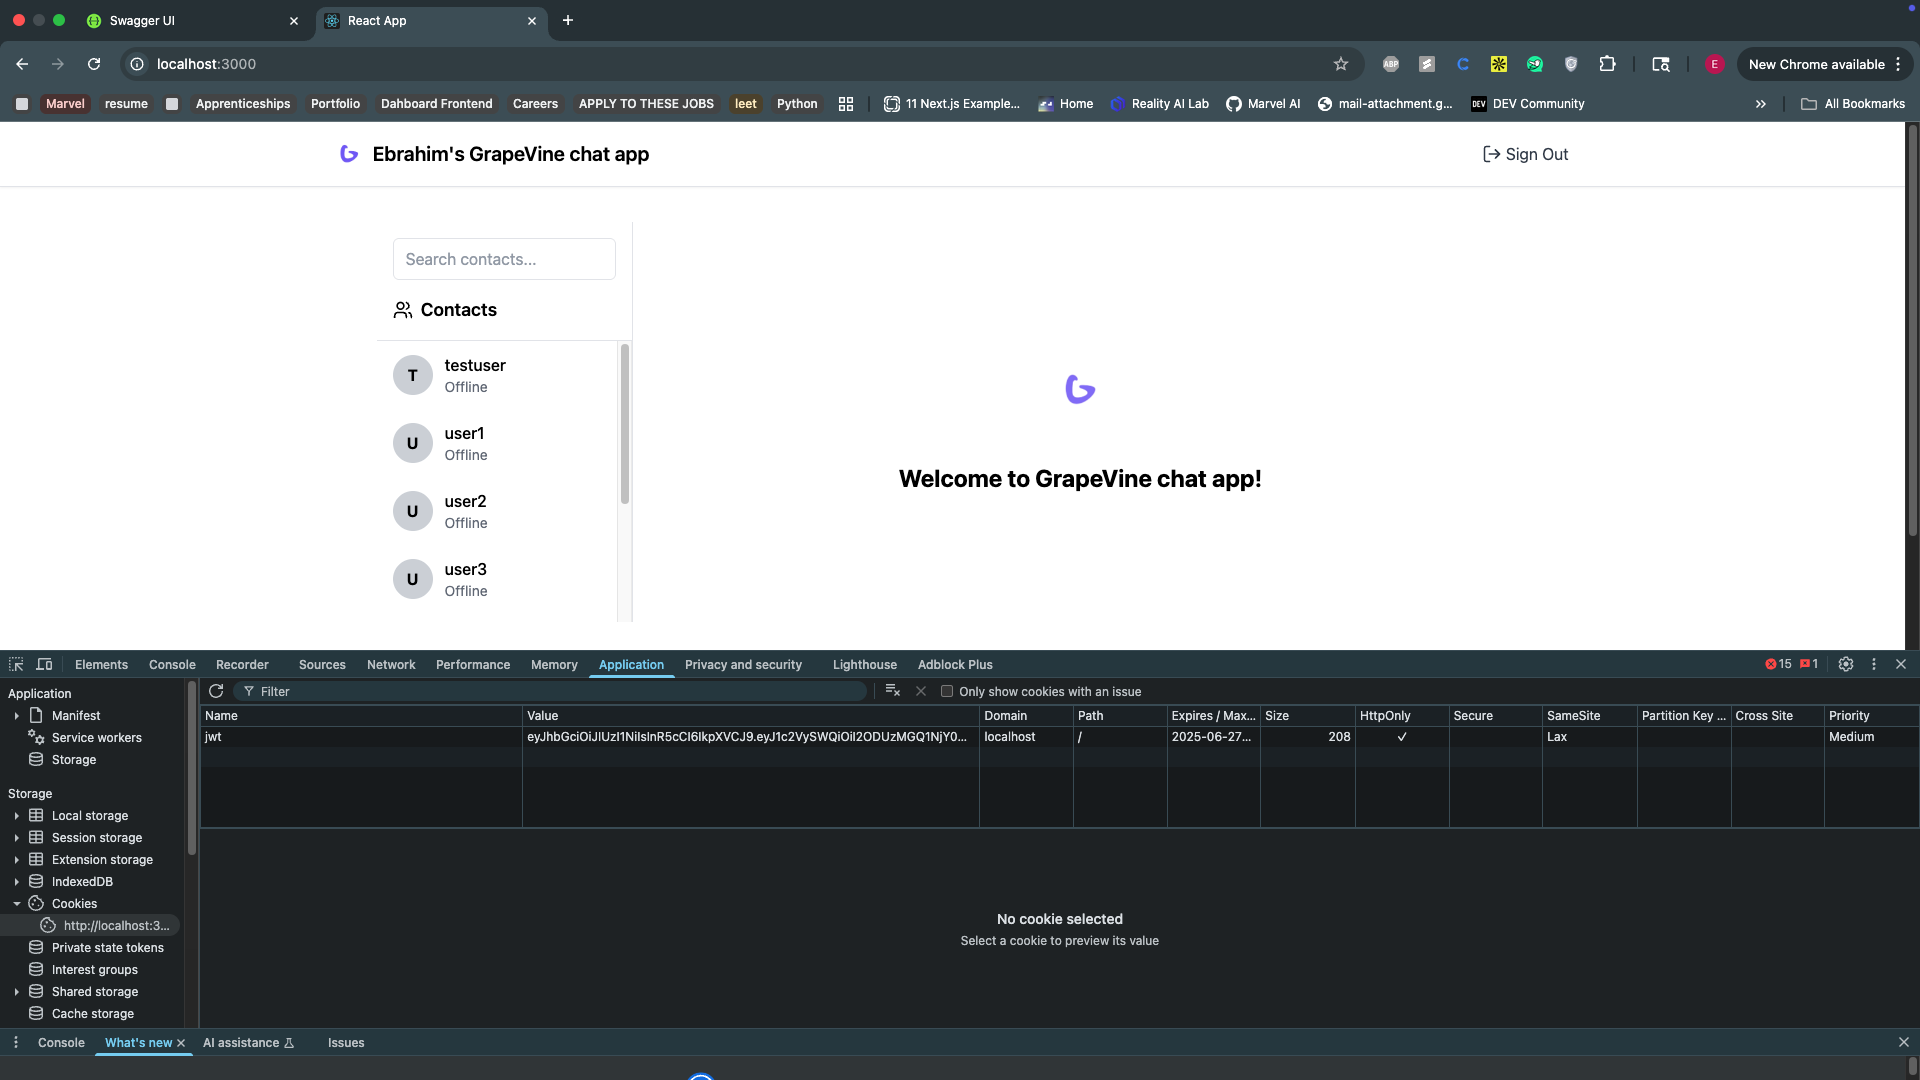 Swagger UI
React App
localhost:3000
ABP
E
New Chrome available
Marvel
resume
Apprenticeships
Portfolio
Dahboard Frontend
Careers
APPLY TO THESE JOBS
leet
Python
11 Next.js Example...
Home
Reality AI Lab
Marvel AI
mail-attachment.g...
DEV
DEV Community
All Bookmarks
Ebrahim's GrapeVine chat app
Sign Out
Search contacts...
Contacts
T
testuser
Offline
U
user1
Offline
U
user2
Offline
U
user3
Offline
Welcome to GrapeVine chat app!
Elements
Console
Recorder
Sources
Network
Performance
Memory
Application
Privacy and security
Lighthouse
Adblock Plus
15
1
Application
Manifest
Service workers
Storage
Storage
Local storage
Session storage
Extension storage
IndexedDB
Cookies
http://localhost:3...
Private state tokens
Interest groups
Shared storage
Cache storage
Filter
Only show cookies with an issue
Name Value Domain Path Expires / Max... Size HttpOnly Secure SameSite Partition Key ... Cross Site Priority
jwt localhost / 2025-06-27... 208 ✓ Lax Medium
No cookie selected
Select a cookie to preview its value
Console
What's new
AI assistance
Issues